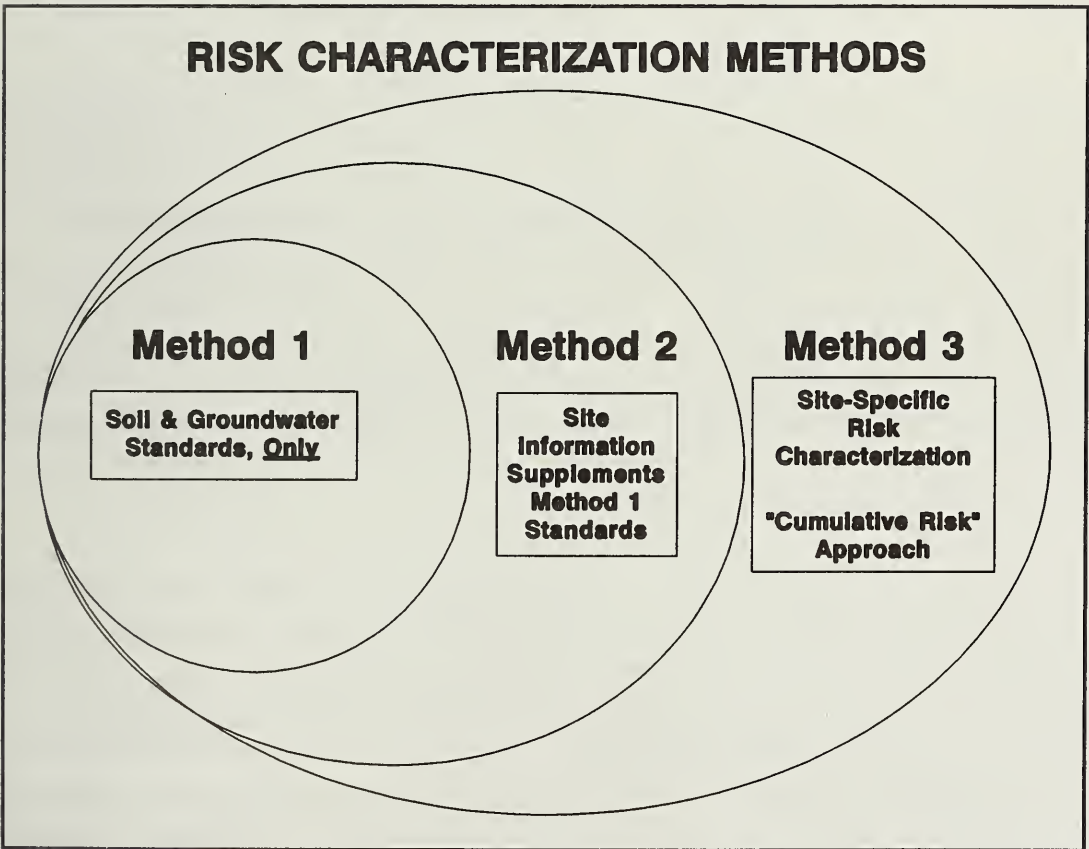 RISK CHARACTERIZATION METHODS
Method 1
Soil & Groundwater
Standards, Only
Method 2
Site
Information
Supplements
Method 1
Standards
Method 3
Site-Specific
Risk
Characterization
"Cumulative Risk"
Approach